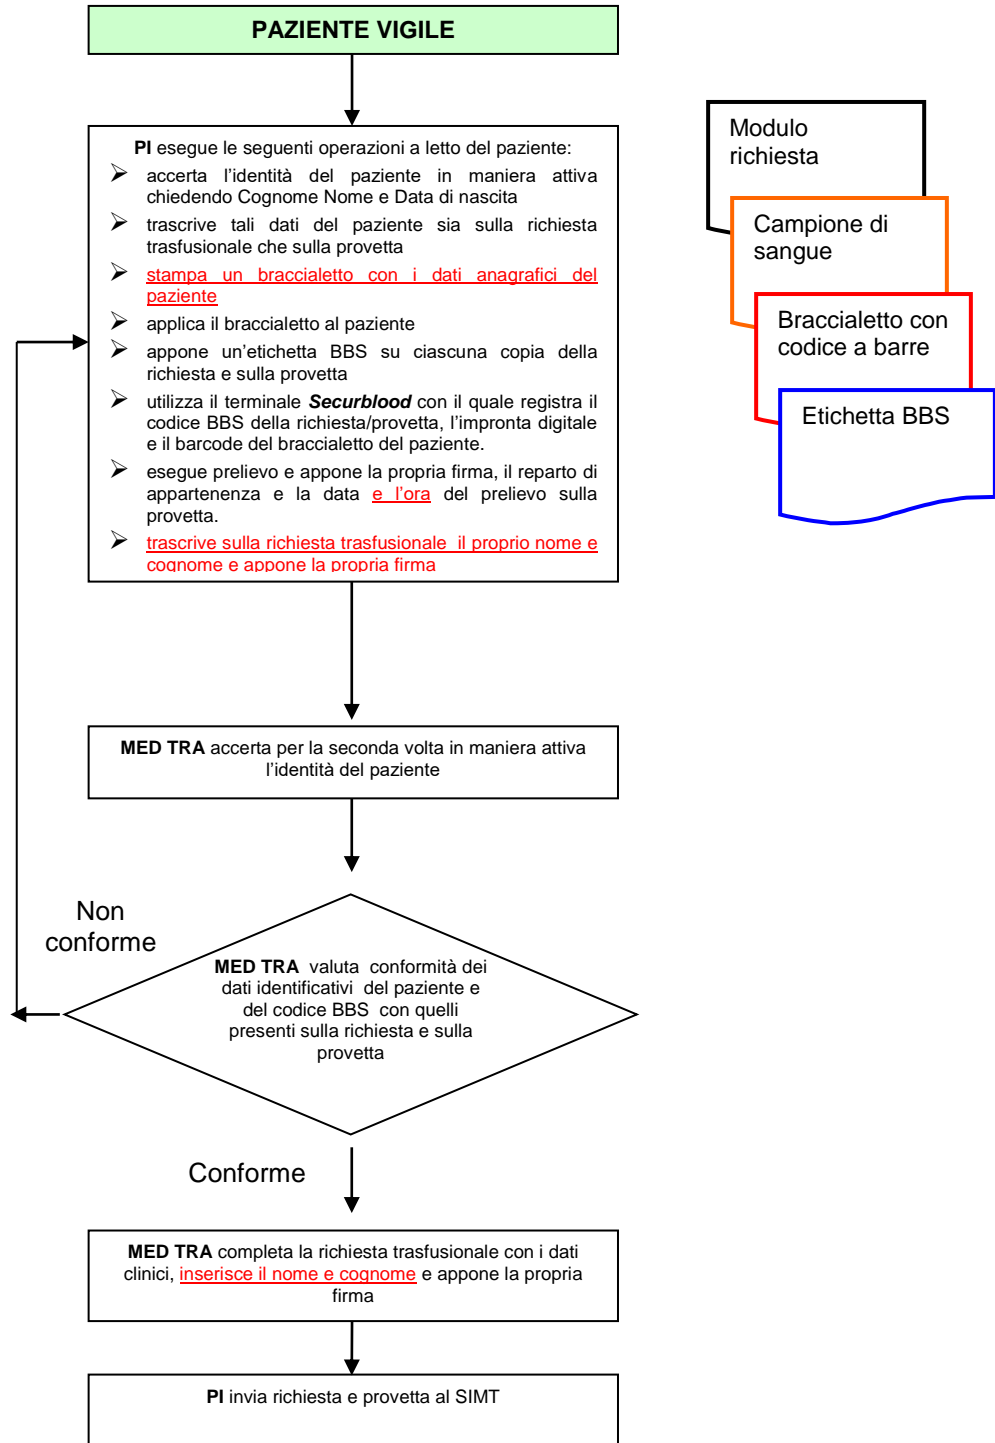 PAZIENTE VIGILE
PI esegue le seguenti operazioni a letto del paziente:
➢ accerta l'identità del paziente in maniera attiva
chiedendo Cognome Nome e Data di nascita
➢ trascrive tali dati del paziente sia sulla richiesta
trasfusionale che sulla provetta
➢ stampa un braccialetto con i dati anagrafici del
paziente
➢ applica il braccialetto al paziente
➢ appone un'etichetta BBS su ciascuna copia della
richiesta e sulla provetta
➢ utilizza il terminale Securblood con il quale registra il
codice BBS della richiesta/provetta, l'impronta digitale
e il barcode del braccialetto del paziente.
➢ esegue prelievo e appone la propria firma, il reparto di
appartenenza e la data e l'ora del prelievo sulla
provetta.
➢ trascrive sulla richiesta trasfusionale il proprio nome e
cognome e appone la propria firma
Modulo
richiesta
Campione di
sangue
Braccialetto con
codice a barre
Etichetta BBS
MED TRA accerta per la seconda volta in maniera attiva
l'identità del paziente
Non
conforme
MED TRA valuta conformità dei
dati identificativi del paziente e
del codice BBS con quelli
presenti sulla richiesta e sulla
provetta
Conforme
MED TRA completa la richiesta trasfusionale con i dati
clinici, inserisce il nome e cognome e appone la propria
firma
PI invia richiesta e provetta al SIMT